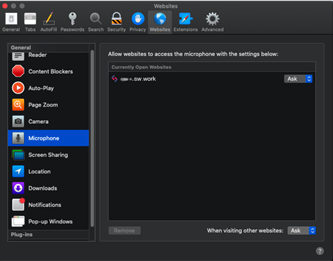 Websites
General Tabs AutoFill Passwords Search Security Privacy Websites Extensions Advanced
General
Reader
Content Blockers
Auto-Play
Page Zoom
Camera
Microphone
Screen Sharing
Location
Downloads
Notifications
Pop-up Windows
Plug-ins
Allow websites to access the microphone with the settings below:
Currently Open Websites
.sw.work Ask
Remove When visiting other websites: Ask
?